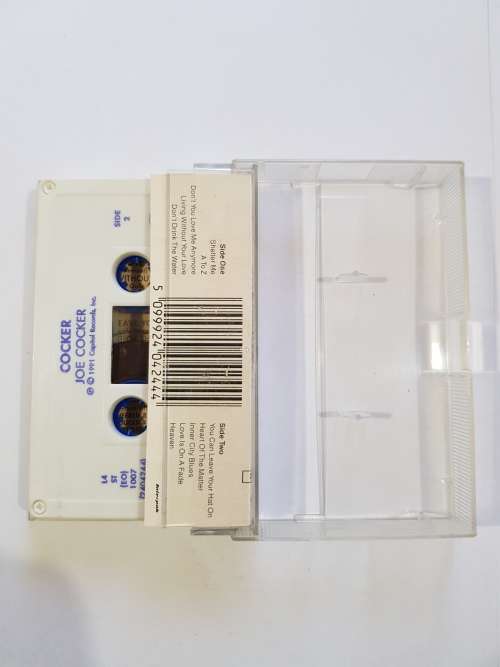 SIDE
2
COCKER
JOE COCKER
℗ © 1991 Capitol Records, Inc.
L4
ST
(EO)
1007
Side One
Shelter Me
A To Z
Don't You Love Me Anymore
Living Without Your Love
Don't Drink The Water
5 099924 042444
Side Two
You Can Leave Your Hat On
Heart Of The Matter
Inner City Blues
Love Is On A Fade
Heaven